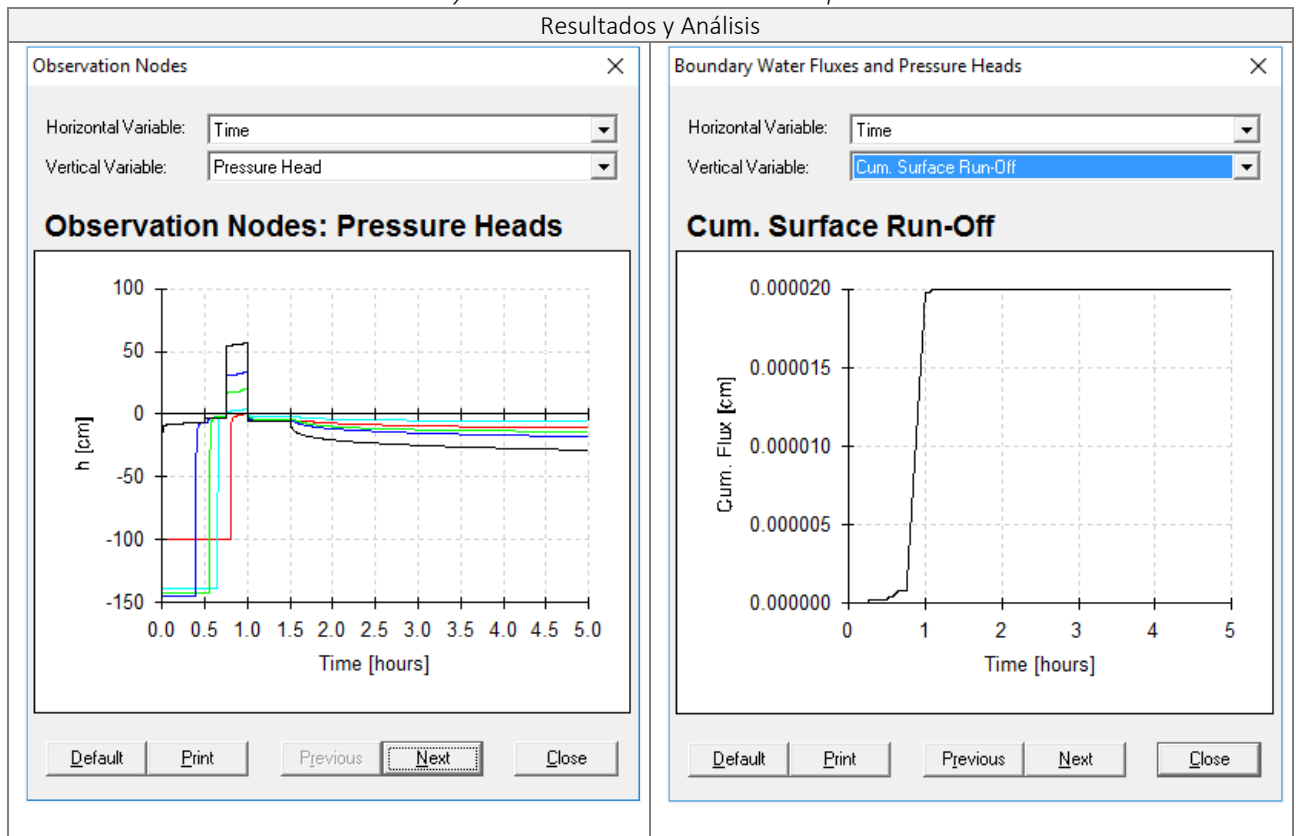 Resultados y Análisis
Observation Nodes
Horizontal Variable: Time
Vertical Variable: Pressure Head
Observation Nodes: Pressure Heads
100
50
0
-50
-100
-150
h [cm]
0.0 0.5 1.0 1.5 2.0 2.5 3.0 3.5 4.0 4.5 5.0
Time [hours]
Default Print Previous Next Close
Boundary Water Fluxes and Pressure Heads
Horizontal Variable: Time
Vertical Variable: Cum. Surface Run-Off
Cum. Surface Run-Off
0.000020
0.000015
0.000010
0.000005
0.000000
Cum. Flux [cm]
0 1 2 3 4 5
Time [hours]
Default Print Previous Next Close